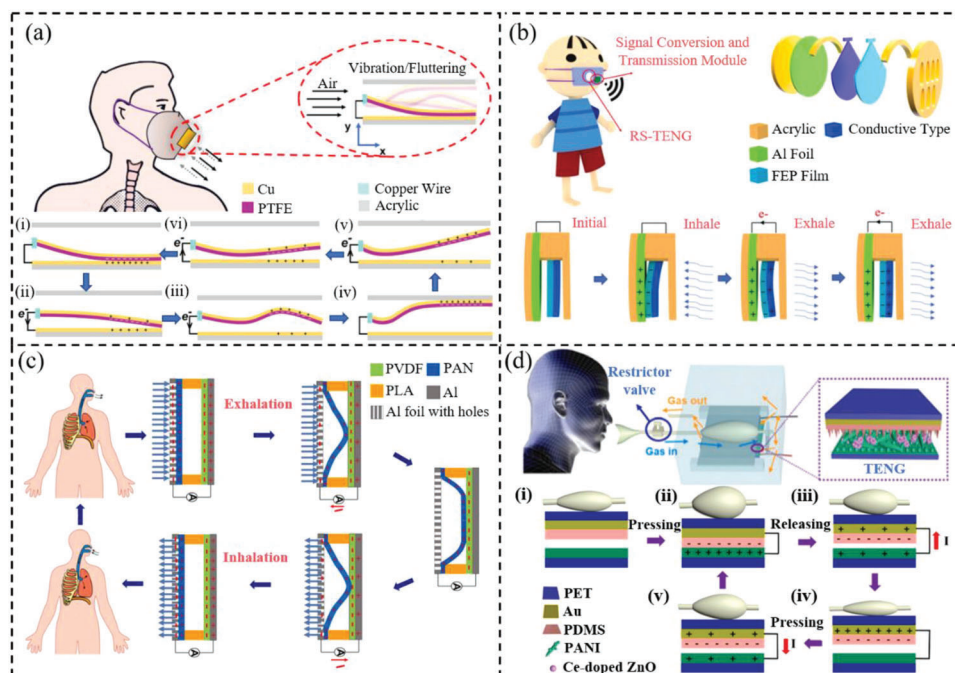 (a)
Vibration/Fluttering
Air
y
x
Cu
Copper Wire
PTFE
Acrylic
(i)
(vi)
(v)
e-
e-
(ii)
(iii)
(iv)
e-
(b)
Signal Conversion and
Transmission Module
RS-TENG
Acrylic
Conductive Type
Al Foil
FEP Film
e-
e-
Initial
Inhale
Exhale
Exhale
(c)
PVDF
PAN
PLA
Al
Al foil with holes
Exhalation
A
A
A
Inhalation
A
A
(d)
Restrictor
valve
Gas out
Gas in
TENG
(i)
(ii)
(iii)
Pressing
Releasing
I
PET
Au
PDMS
PANI
Ce-doped ZnO
(v)
(iv)
Pressing
I